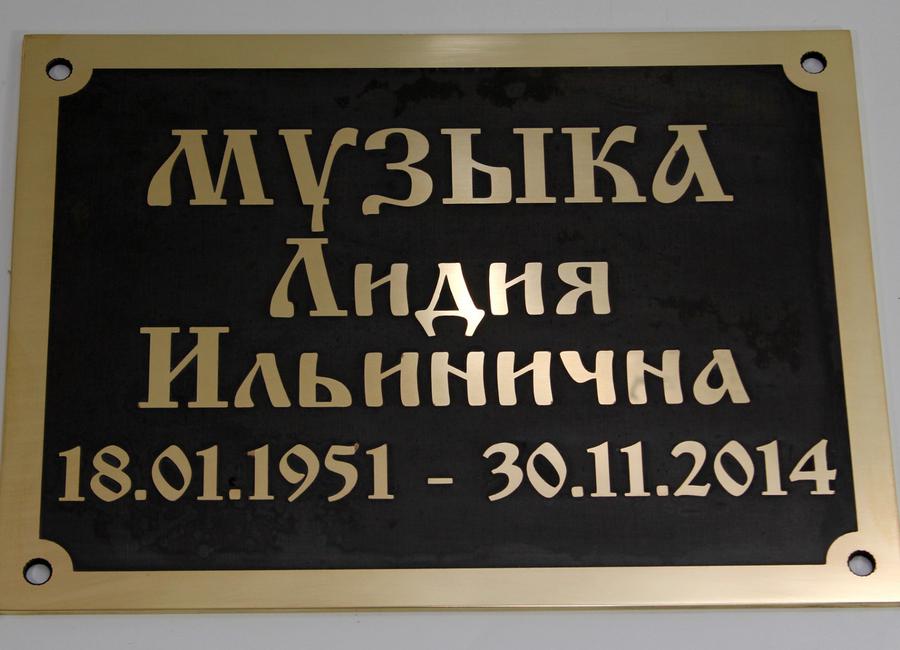 МУЗЫКА
Лидия
Ильинична
18.01.1951 - 30.11.2014